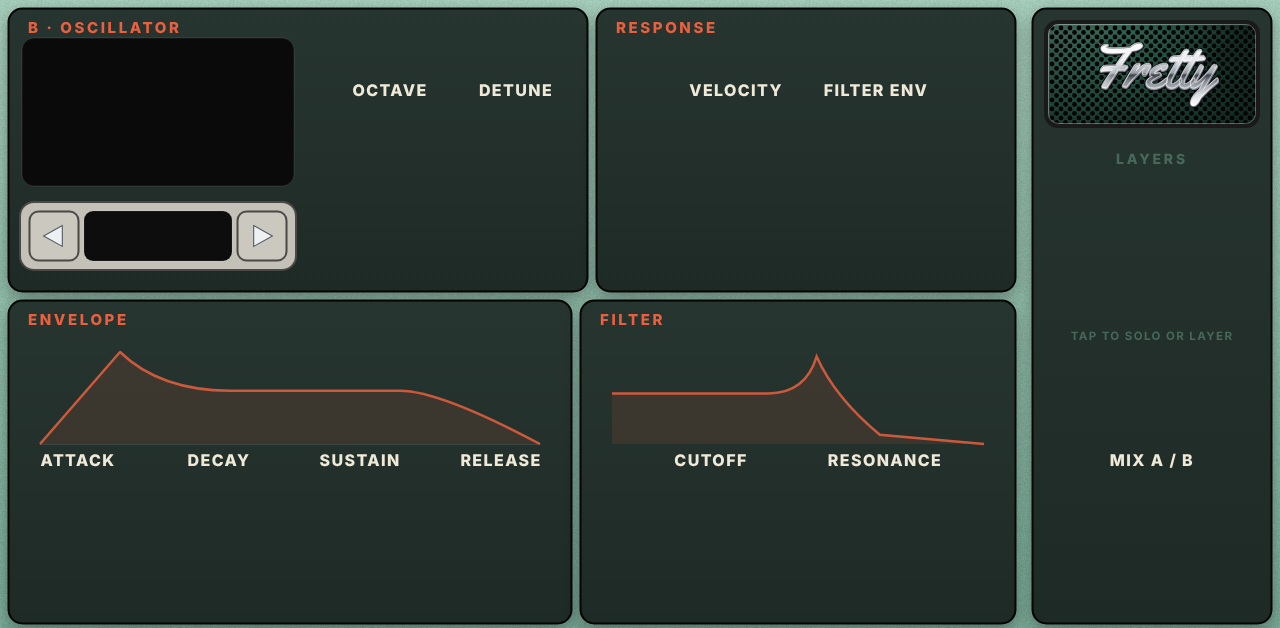 B · OSCILLATOR
OCTAVE DETUNE
RESPONSE
VELOCITY FILTER ENV
Fretty
LAYERS
TAP TO SOLO OR LAYER
MIX A / B
ENVELOPE
ATTACK DECAY SUSTAIN RELEASE
FILTER
CUTOFF RESONANCE